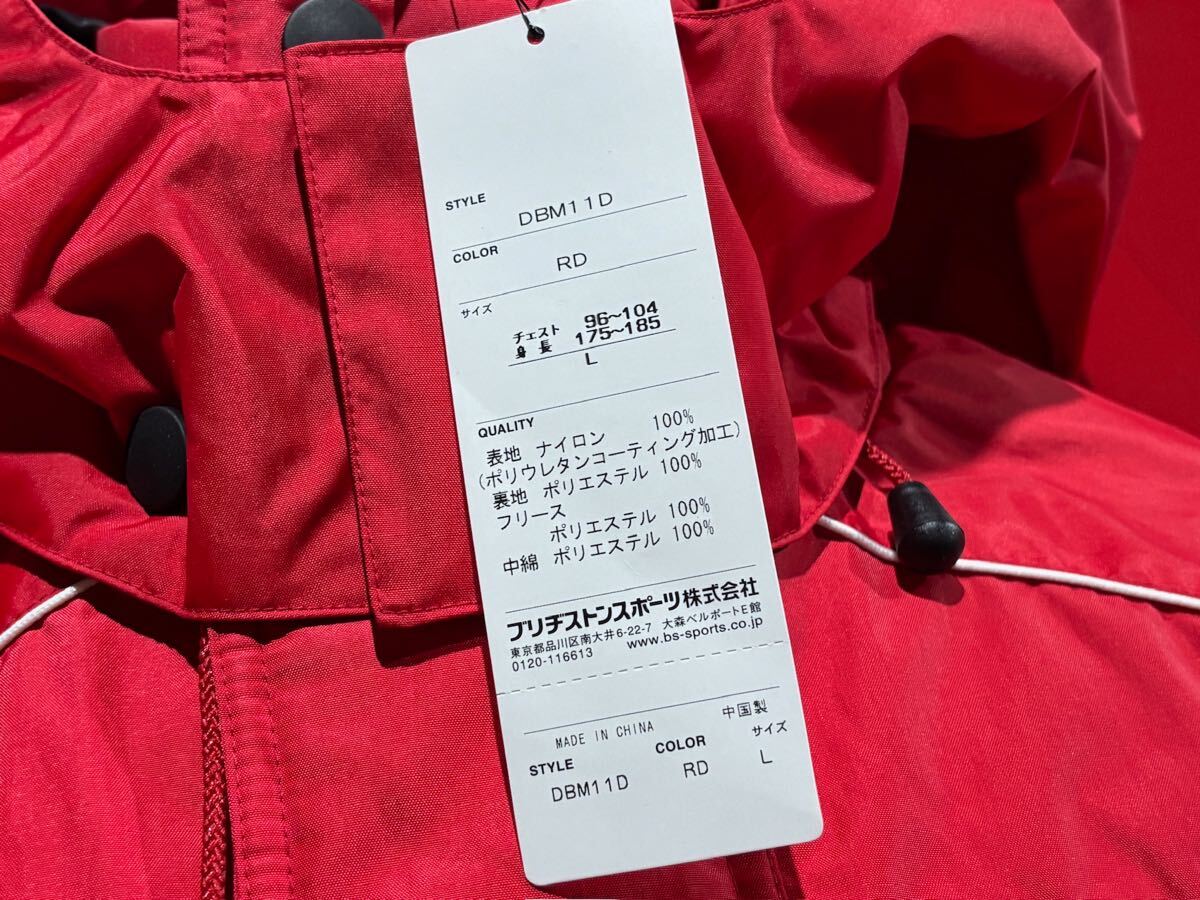 STYLE
DBM11D
COLOR
RD
サイズ
チェスト 96〜104
身長 175〜185
L
QUALITY
表地 ナイロン 100%
(ポリウレタンコーティング加工)
裏地 ポリエステル 100%
フリース
ポリエステル 100%
中綿 ポリエステル 100%
ブリヂストンスポーツ株式会社
東京都品川区南大井6-22-7 大森ベルポートE館
0120-116613 www.bs-sports.co.jp
MADE IN CHINA 中国製
STYLE COLOR サイズ
DBM11D RD L